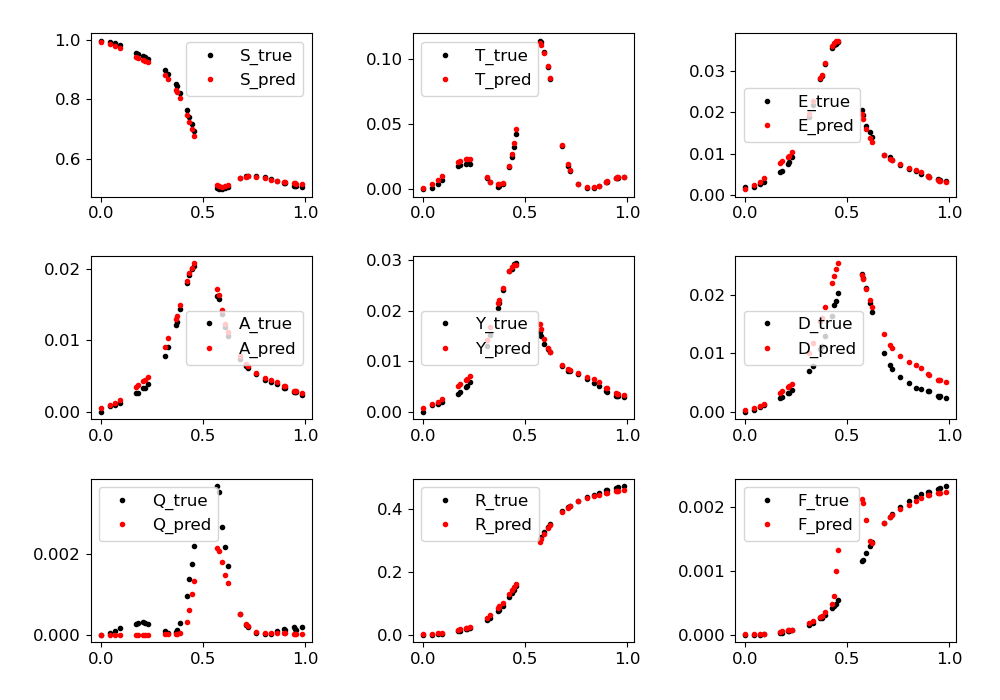 1.0
0.8
0.6
0.0 0.5 1.0
S_true
S_pred
0.10
0.05
0.00
0.0 0.5 1.0
T_true
T_pred
0.03
0.02
0.01
0.00
0.0 0.5 1.0
E_true
E_pred
0.02
0.01
0.00
0.0 0.5 1.0
A_true
A_pred
0.03
0.02
0.01
0.00
0.0 0.5 1.0
Y_true
Y_pred
0.02
0.01
0.00
0.0 0.5 1.0
D_true
D_pred
0.002
0.000
0.0 0.5 1.0
Q_true
Q_pred
0.4
0.2
0.0
0.0 0.5 1.0
R_true
R_pred
0.002
0.001
0.000
0.0 0.5 1.0
F_true
F_pred